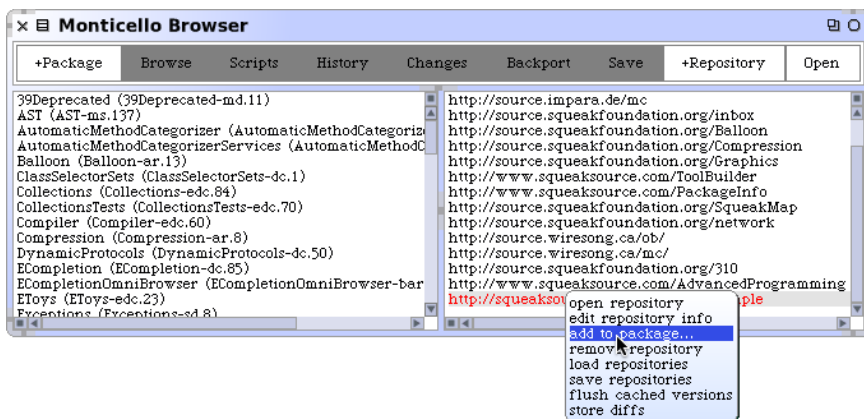 Monticello Browser
+Package Browse Scripts History Changes Backport Save +Repository Open
39Deprecated (39Deprecated-md.11)
AST (AST-ms.137)
AutomaticMethodCategorizer (AutomaticMethodCategoriz
AutomaticMethodCategorizerServices (AutomaticMethodC
Balloon (Balloon-ar.13)
ClassSelectorSets (ClassSelectorSets-dc.1)
Collections (Collections-edc.84)
CollectionsTests (CollectionsTests-edc.70)
Compiler (Compiler-edc.60)
Compression (Compression-ar.8)
DynamicProtocols (DynamicProtocols-dc.50)
ECompletion (ECompletion-dc.85)
ECompletionOmniBrowser (ECompletionOmniBrowser-bar
EToys (EToys-edc.23)
Exceptions (Exceptions-sd.8)
http://source.impara.de/mc
http://source.squeakfoundation.org/inbox
http://source.squeakfoundation.org/Balloon
http://source.squeakfoundation.org/Compression
http://source.squeakfoundation.org/Graphics
http://www.squeaksource.com/ToolBuilder
http://www.squeaksource.com/PackageInfo
http://source.squeakfoundation.org/SqueakMap
http://source.squeakfoundation.org/network
http://source.wiresong.ca/ob/
http://source.wiresong.ca/mc/
http://source.squeakfoundation.org/310
http://www.squeaksource.com/AdvancedProgramming
http://squeaksou ple
open repository
edit repository info
add to package...
remove repository
load repositories
save repositories
flush cached versions
store diffs